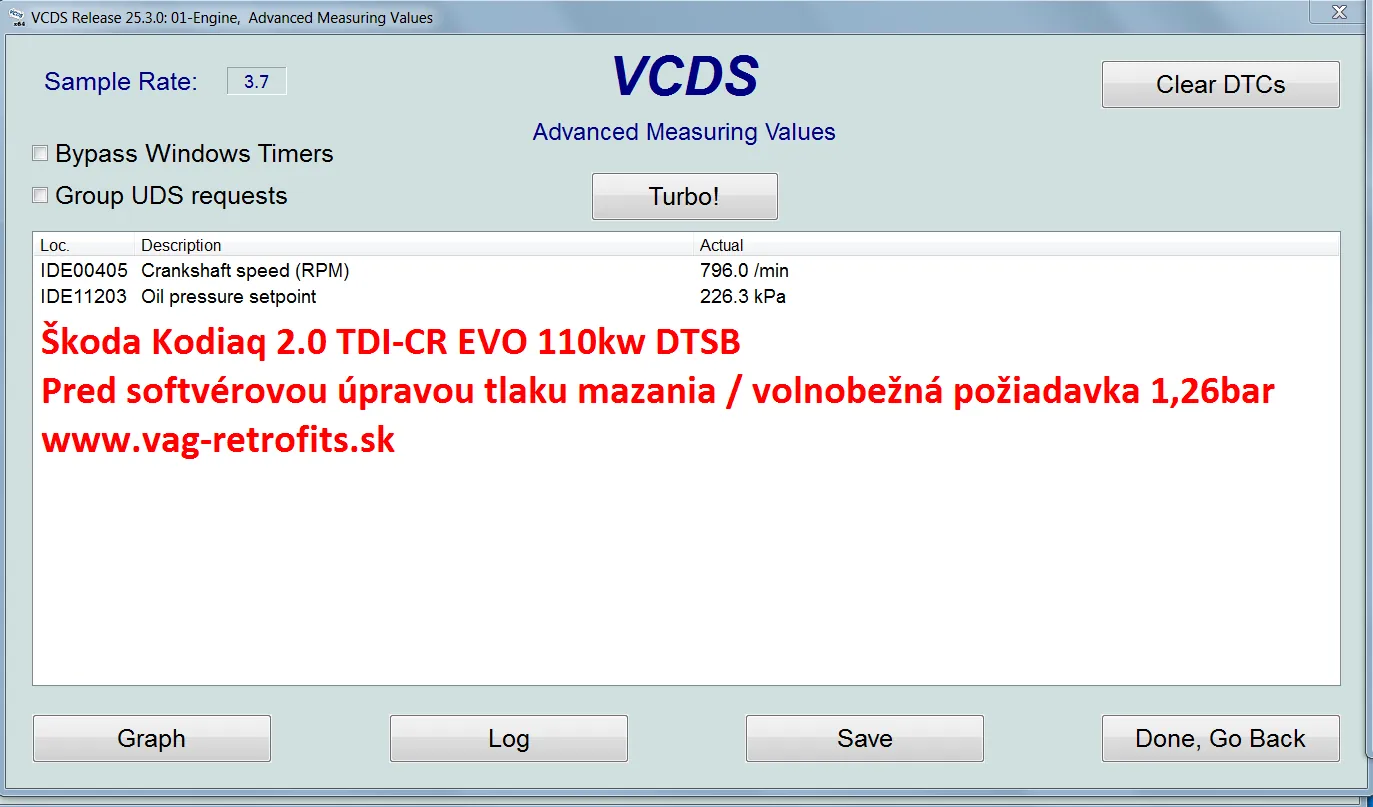 VCDS Release 25.3.0: 01-Engine,  Advanced Measuring Values
Sample Rate: 3.7
VCDS
Advanced Measuring Values
Clear DTCs
Bypass Windows Timers
Group UDS requests
Turbo!
Loc. Description Actual
IDE00405 Crankshaft speed (RPM) 796.0 /min
IDE11203 Oil pressure setpoint 226.3 kPa
Škoda Kodiaq 2.0 TDI-CR EVO 110kw DTSB
Pred softvérovou úpravou tlaku mazania / volnobežná požiadavka 1,26bar
www.vag-retrofits.sk
Graph Log Save Done, Go Back